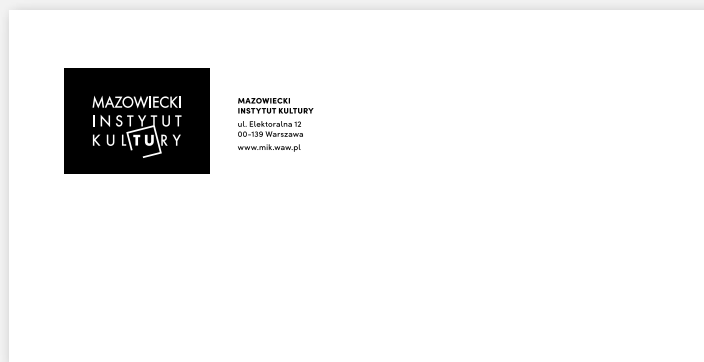 MAZOWIECKI
INSTYTUT
KULTURY
MAZOWIECKI
INSTYTUT KULTURY
ul. Elektoralna 12
00-139 Warszawa
www.mik.waw.pl